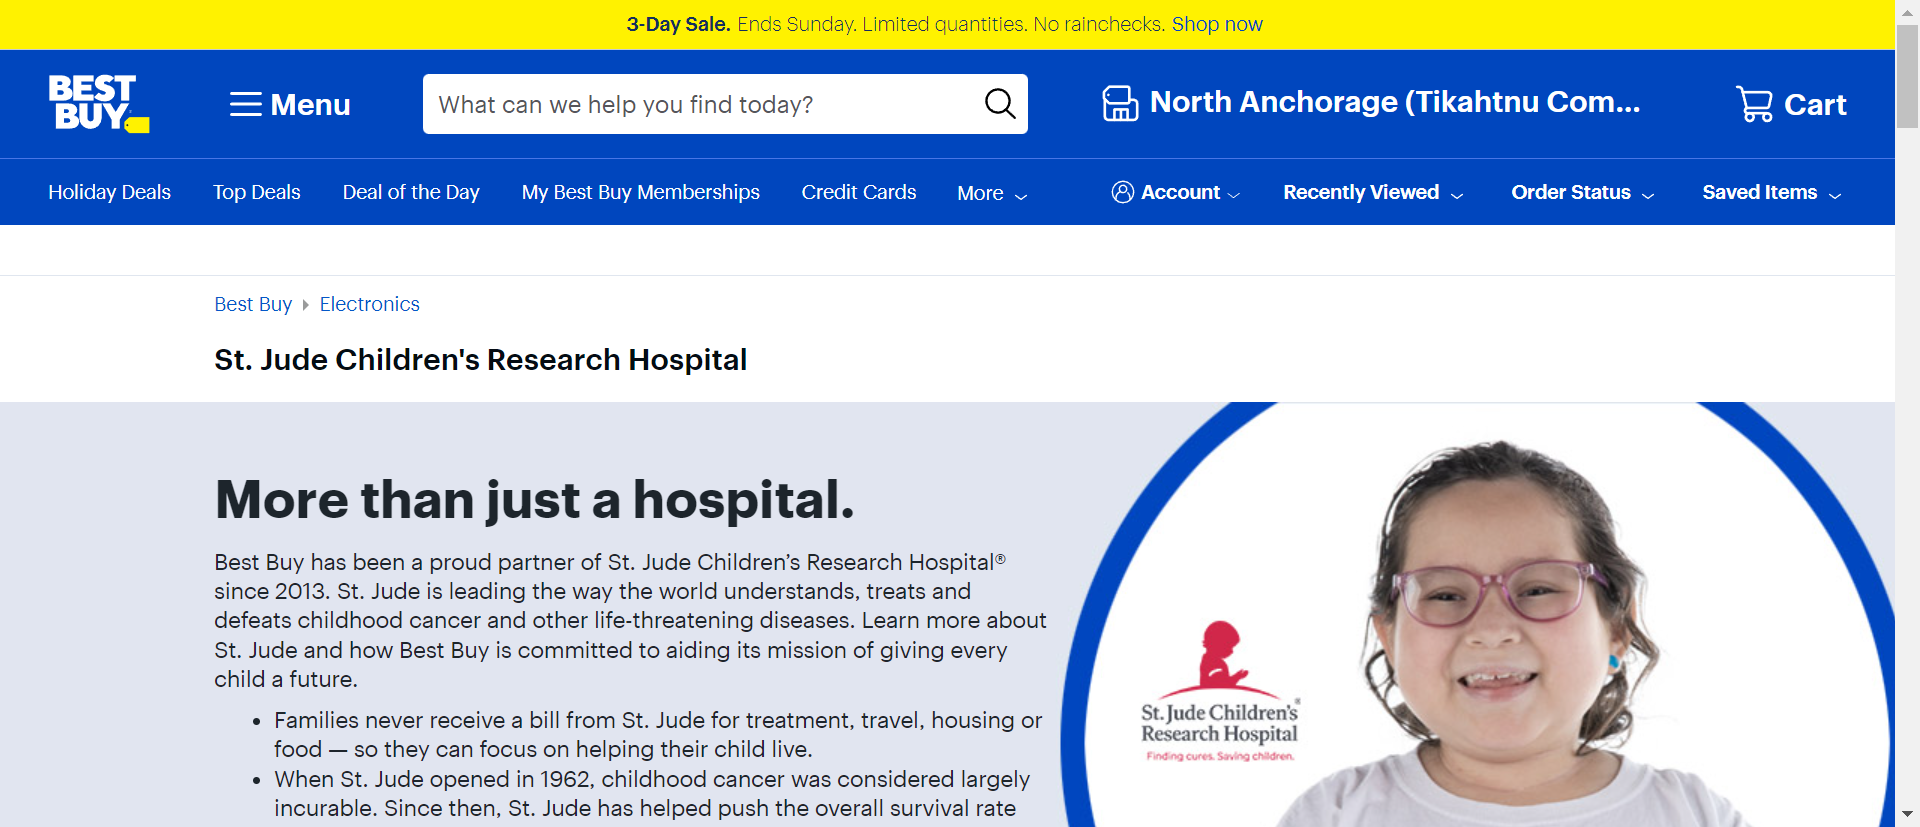 3-Day Sale. Ends Sunday. Limited quantities. No rainchecks. Shop now
BEST
BUY
Menu
What can we help you find today?
North Anchorage (Tikahtnu Com...
Cart
Holiday Deals
Top Deals
Deal of the Day
My Best Buy Memberships
Credit Cards
More
Account
Recently Viewed
Order Status
Saved Items
Best Buy
Electronics
St. Jude Children's Research Hospital
More than just a hospital.
Best Buy has been a proud partner of St. Jude Children’s Research Hospital®
since 2013. St. Jude is leading the way the world understands, treats and
defeats childhood cancer and other life-threatening diseases. Learn more about
St. Jude and how Best Buy is committed to aiding its mission of giving every
child a future.
• Families never receive a bill from St. Jude for treatment, travel, housing or
food — so they can focus on helping their child live.
• When St. Jude opened in 1962, childhood cancer was considered largely
incurable. Since then, St. Jude has helped push the overall survival rate
St. Jude Children's®
Research Hospital
Finding cures. Saving children.